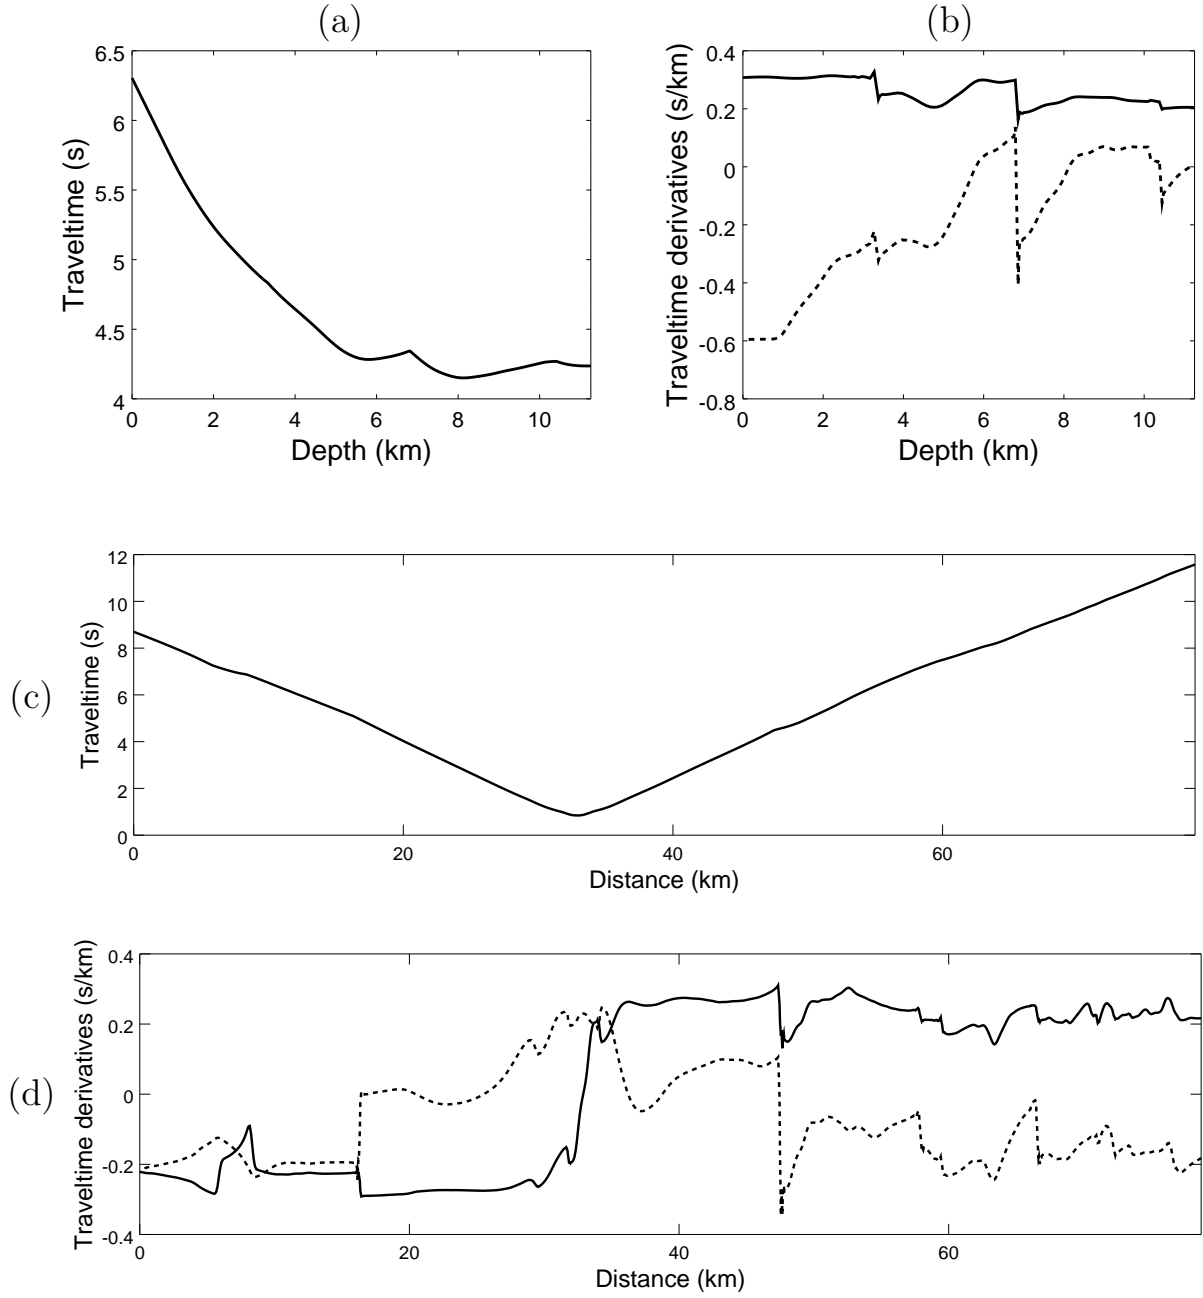 (a)
6.5
6
5.5
5
4.5
4
0 2 4 6 8 10
Traveltime (s)
Depth (km)
(b)
0.4
0.2
0
-0.2
-0.4
-0.6
-0.8
0 2 4 6 8 10
Traveltime derivatives (s/km)
Depth (km)
(c)
12
10
8
6
4
2
0
0 20 40 60
Traveltime (s)
Distance (km)
(d)
0.4
0.2
0
-0.2
-0.4
0 20 40 60
Traveltime derivatives (s/km)
Distance (km)